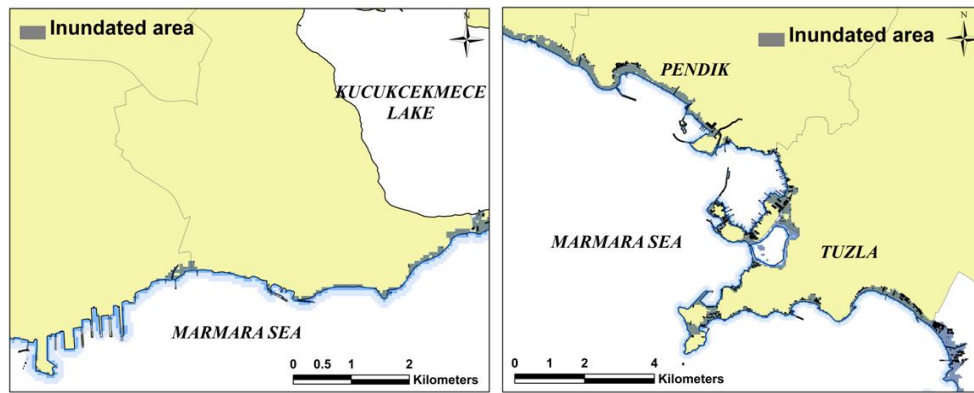 Inundated area
KUCUKCEKMECE
LAKE
MARMARA SEA
0 0.5 1 2
Kilometers
Inundated area
PENDIK
MARMARA SEA
TUZLA
0 2 4
Kilometers